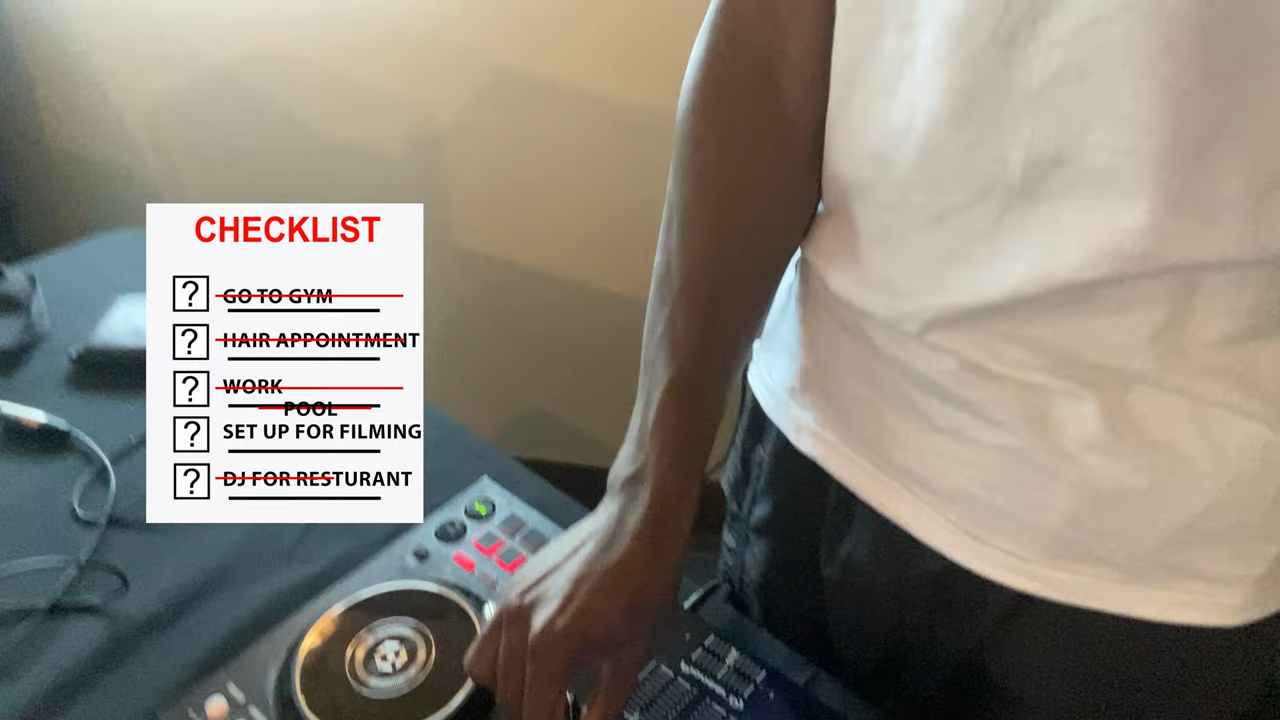 CHECKLIST
? GO TO GYM
? HAIR APPOINTMENT
? WORK
POOL
? SET UP FOR FILMING
? DJ FOR RESTURANT